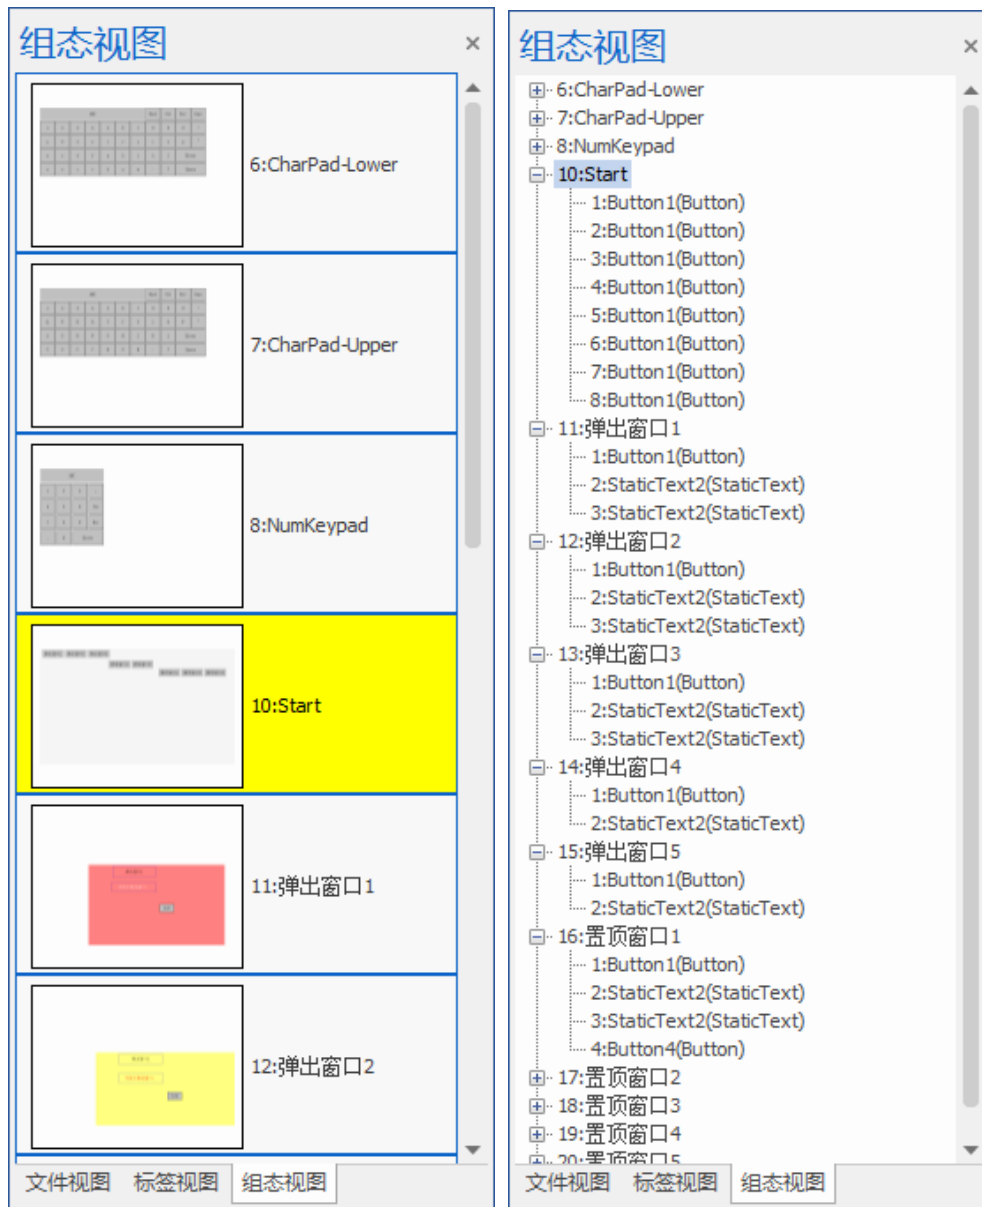 组态视图
6:CharPad-Lower
7:CharPad-Upper
8:NumKeypad
10:Start
11:弹出窗口1
12:弹出窗口2
文件视图 标签视图 组态视图
组态视图
6:CharPad-Lower
7:CharPad-Upper
8:NumKeypad
10:Start
1:Button1(Button)
2:Button1(Button)
3:Button1(Button)
4:Button1(Button)
5:Button1(Button)
6:Button1(Button)
7:Button1(Button)
8:Button1(Button)
11:弹出窗口1
1:Button1(Button)
2:StaticText2(StaticText)
3:StaticText2(StaticText)
12:弹出窗口2
1:Button1(Button)
2:StaticText2(StaticText)
3:StaticText2(StaticText)
13:弹出窗口3
1:Button1(Button)
2:StaticText2(StaticText)
3:StaticText2(StaticText)
14:弹出窗口4
1:Button1(Button)
2:StaticText2(StaticText)
15:弹出窗口5
1:Button1(Button)
2:StaticText2(StaticText)
16:置顶窗口1
1:Button1(Button)
2:StaticText2(StaticText)
3:StaticText2(StaticText)
4:Button4(Button)
17:置顶窗口2
18:置顶窗口3
19:置顶窗口4
20:置顶窗口5
文件视图 标签视图 组态视图